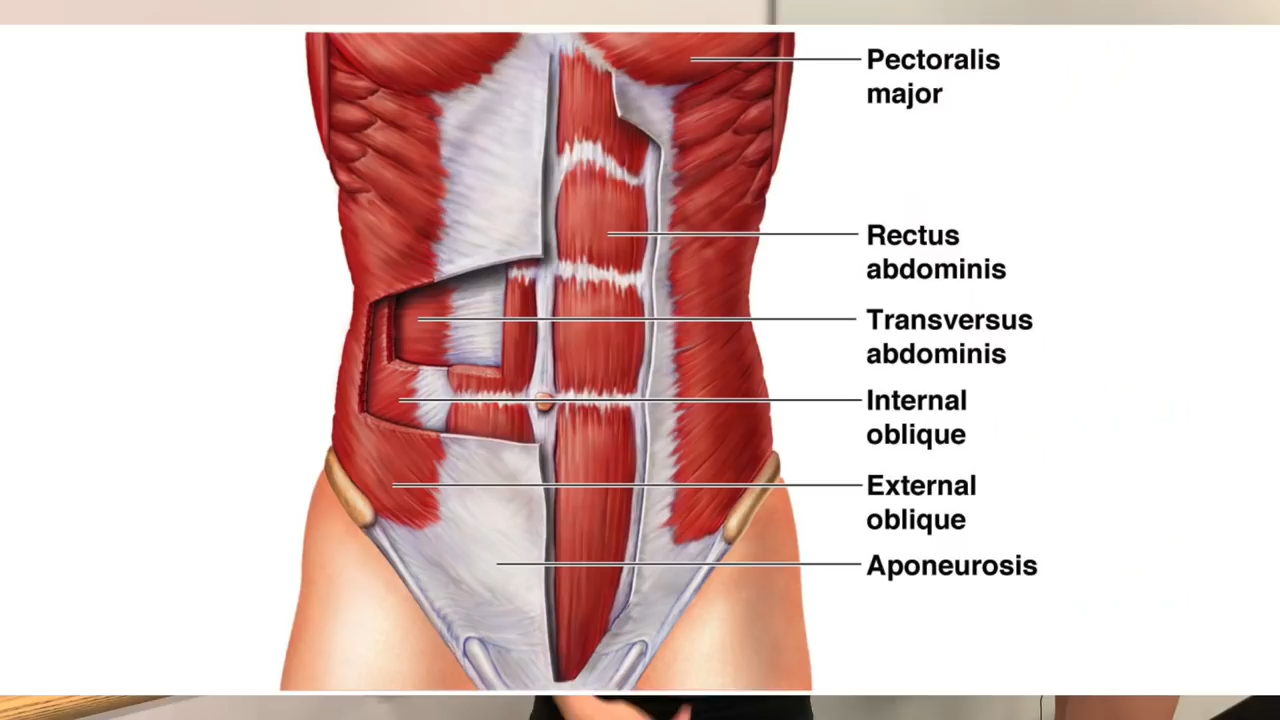 Pectoralis
major
Rectus
abdominis
Transversus
abdominis
Internal
oblique
External
oblique
Aponeurosis